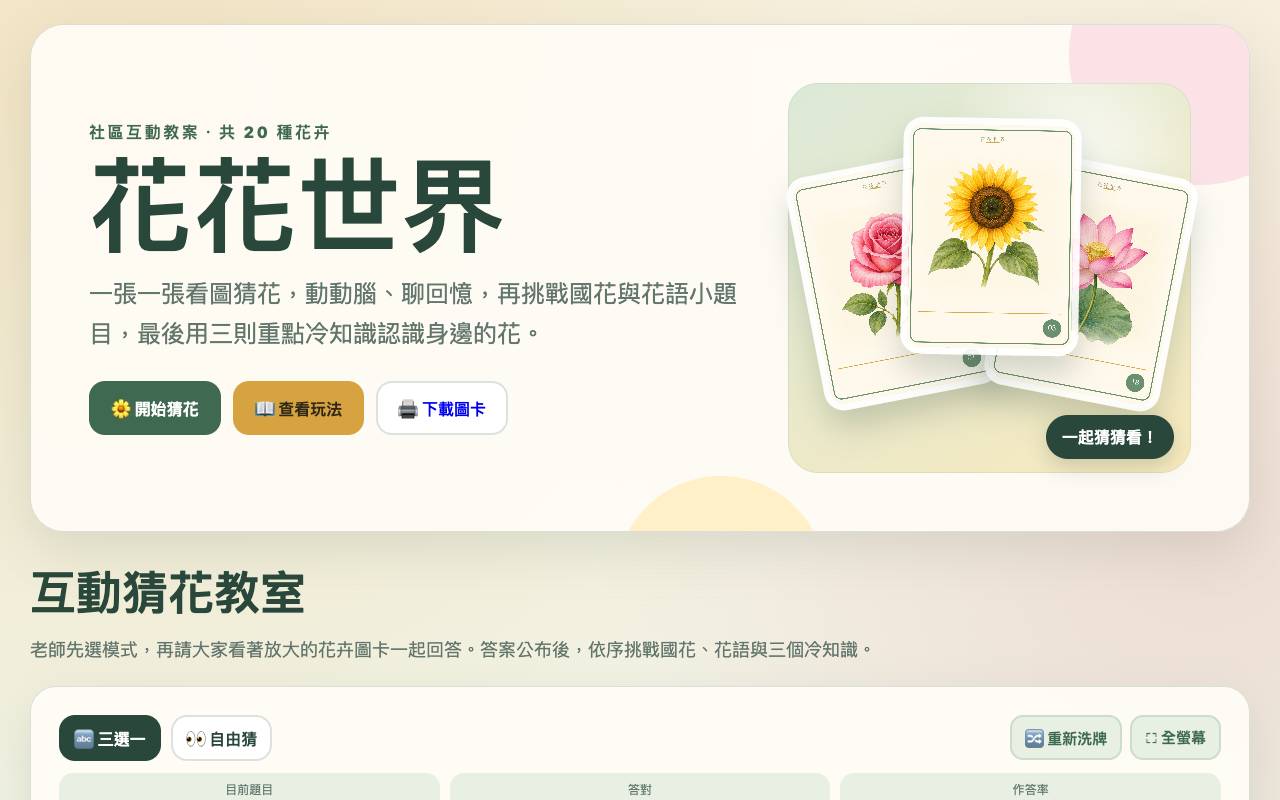 社區互動教案 · 共 20 種花卉
花花世界
一張一張看圖猜花，動動腦、聊回憶，再挑戰國花與花語小題
目，最後用三則重點冷知識認識身邊的花。
🌼 開始猜花
📖 查看玩法
🖨️ 下載圖卡
03
18
一起猜猜看！
互動猜花教室
老師先選模式，再請大家看著放大的花卉圖卡一起回答。答案公布後，依序挑戰國花、花語與三個冷知識。
🔤 三選一
👀 自由猜
🔀 重新洗牌
⛶ 全螢幕
目前題目
答對
作答率